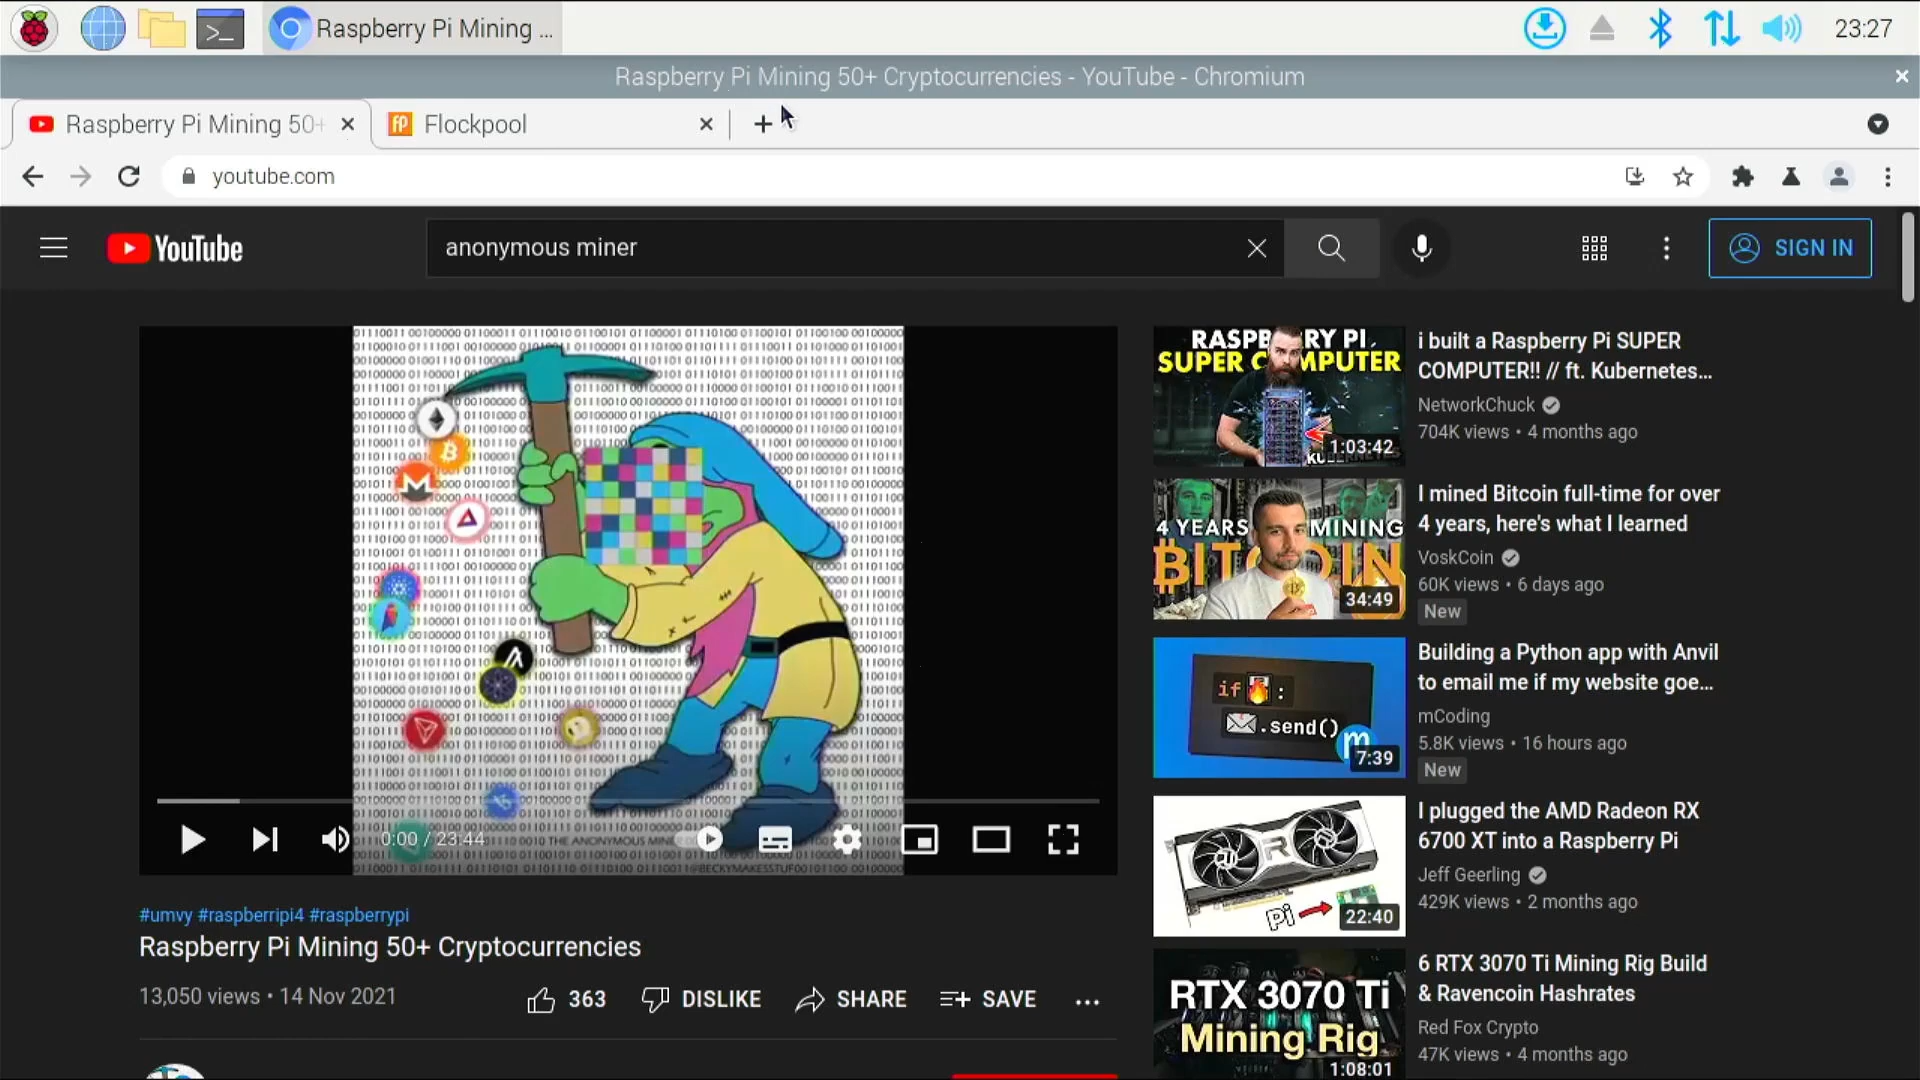 Raspberry Pi Mining ...
23:27
Raspberry Pi Mining 50+ Cryptocurrencies - YouTube - Chromium
Raspberry Pi Mining 50+
Flockpool
youtube.com
YouTube
anonymous miner
SIGN IN
0:00 / 23:44
THE ANONYMOUS MINE
#umvy #raspberripi4 #raspberrypi
Raspberry Pi Mining 50+ Cryptocurrencies
13,050 views • 14 Nov 2021
363
DISLIKE
SHARE
SAVE
SUPER COMPUTER
1:03:42
i built a Raspberry Pi SUPER
COMPUTER!! // ft. Kubernetes...
NetworkChuck
704K views • 4 months ago
4 YEARS MINING
BITCOIN
34:49
I mined Bitcoin full-time for over
4 years, here's what I learned
VoskCoin
60K views • 6 days ago
New
if :
.send()
m
7:39
Building a Python app with Anvil
to email me if my website goe...
mCoding
5.8K views • 16 hours ago
New
R
Pi
22:40
I plugged the AMD Radeon RX
6700 XT into a Raspberry Pi
Jeff Geerling
429K views • 2 months ago
RTX 3070 Ti
Mining Rig
1:08:01
6 RTX 3070 Ti Mining Rig Build
& Ravencoin Hashrates
Red Fox Crypto
47K views • 4 months ago